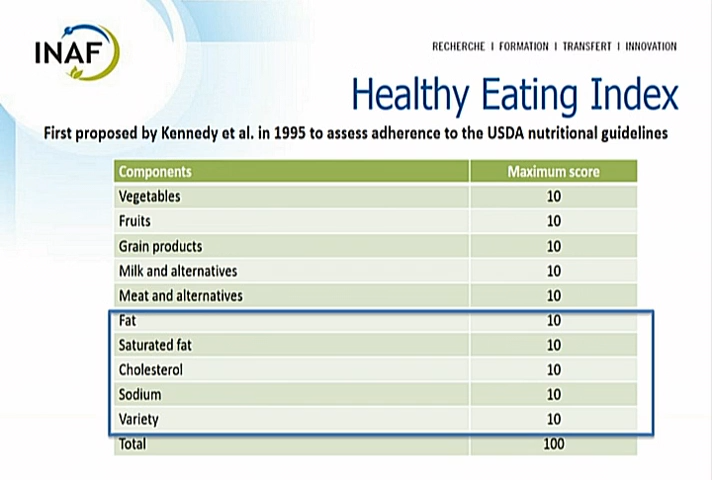 INAF
RECHERCHE I FORMATION I TRANSFERT I INNOVATION
Healthy Eating Index
First proposed by Kennedy et al. in 1995 to assess adherence to the USDA nutritional guidelines
Components Maximum score
Vegetables 10
Fruits 10
Grain products 10
Milk and alternatives 10
Meat and alternatives 10
Fat 10
Saturated fat 10
Cholesterol 10
Sodium 10
Variety 10
Total 100